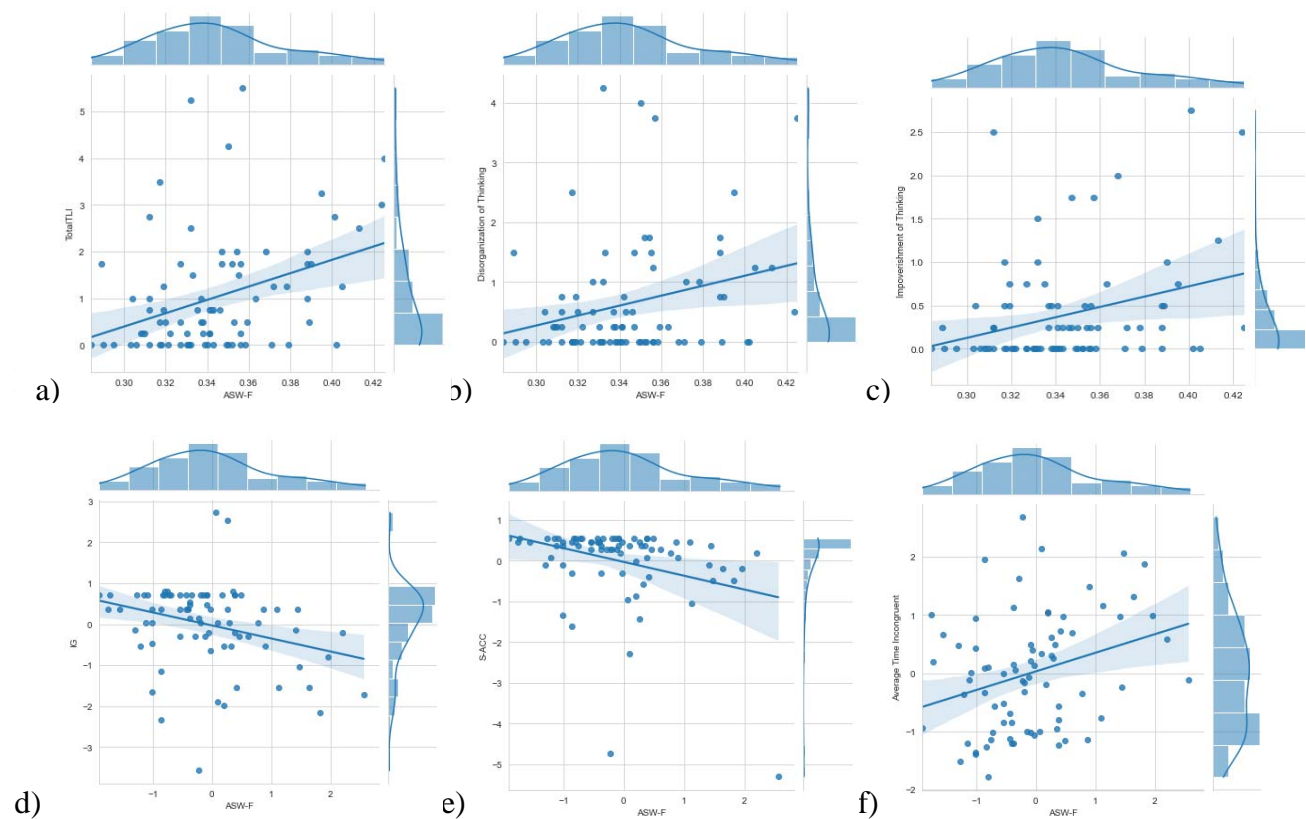 5
4
3
2
1
0
TotalTLI
0.30 0.32 0.34 0.36 0.38 0.40 0.42
ASW-F
a)
4
3
2
1
0
Disorganization of Thinking
0.30 0.32 0.34 0.36 0.38 0.40 0.42
ASW-F
b)
2.5
2.0
1.5
1.0
0.5
0.0
Impoverishment of Thinking
0.30 0.32 0.34 0.36 0.38 0.40 0.42
ASW-F
c)
3
2
1
0
−1
−2
−3
IG
−1 0 1 2
ASW-F
d)
1
0
−1
−2
−3
−4
−5
S-ACC
−1 0 1 2
ASW-F
e)
3
2
1
0
−1
−2
Average Time Incongruent
−1 0 1 2
ASW-F
f)